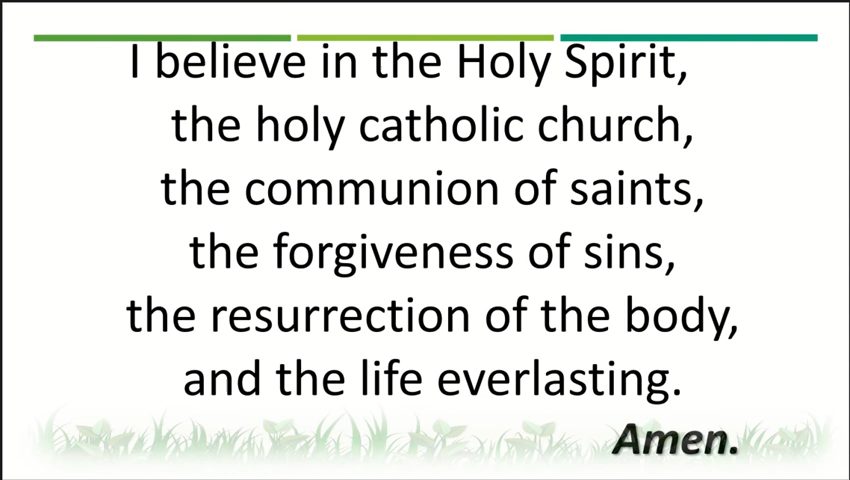 I believe in the Holy Spirit,
the holy catholic church,
the communion of saints,
the forgiveness of sins,
the resurrection of the body,
and the life everlasting.
Amen.